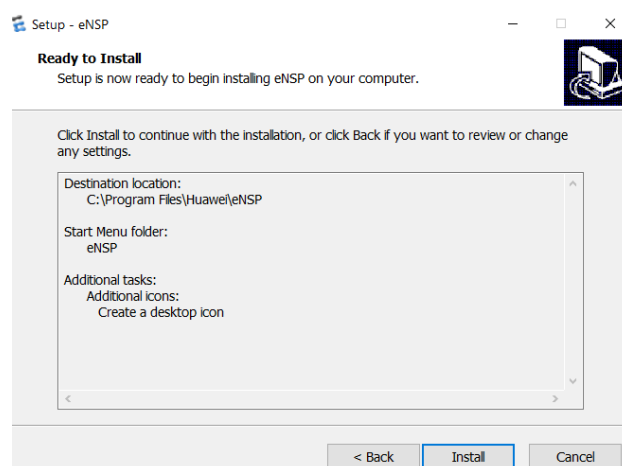 Setup - eNSP
Ready to Install
Setup is now ready to begin installing eNSP on your computer.
Click Install to continue with the installation, or click Back if you want to review or change
any settings.
Destination location:
C:\Program Files\Huawei\eNSP
Start Menu folder:
eNSP
Additional tasks:
Additional icons:
Create a desktop icon
< Back
Install
Cancel